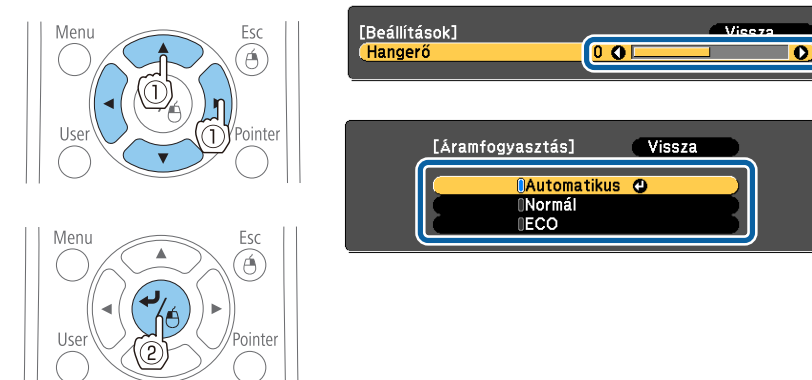 Menu
Esc
①
①
User
Pointer
Menu
Esc
②
User
Pointer
[Beállítások]
Vissza
Hangerő
0
[Áramfogyasztás]
Vissza
Automatikus
Normál
ECO